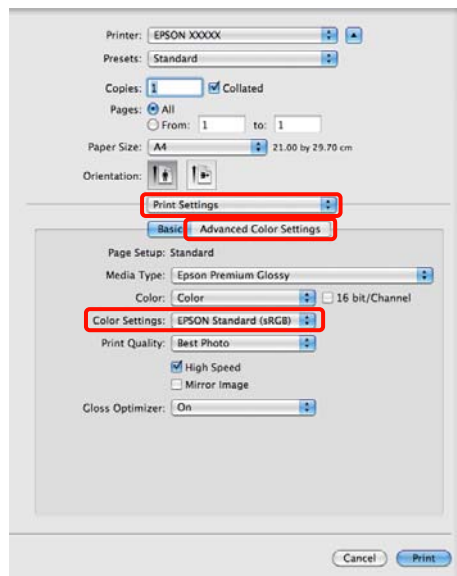 Printer: EPSON XXXXX
Presets: Standard
Copies: 1 Collated
Pages: All
From: 1 to: 1
Paper Size: A4 21.00 by 29.70 cm
Orientation:
Print Settings
Basic Advanced Color Settings
Page Setup: Standard
Media Type: Epson Premium Glossy
Color: Color 16 bit/Channel
Color Settings: EPSON Standard (sRGB)
Print Quality: Best Photo
High Speed
Mirror Image
Gloss Optimizer: On
Cancel Print